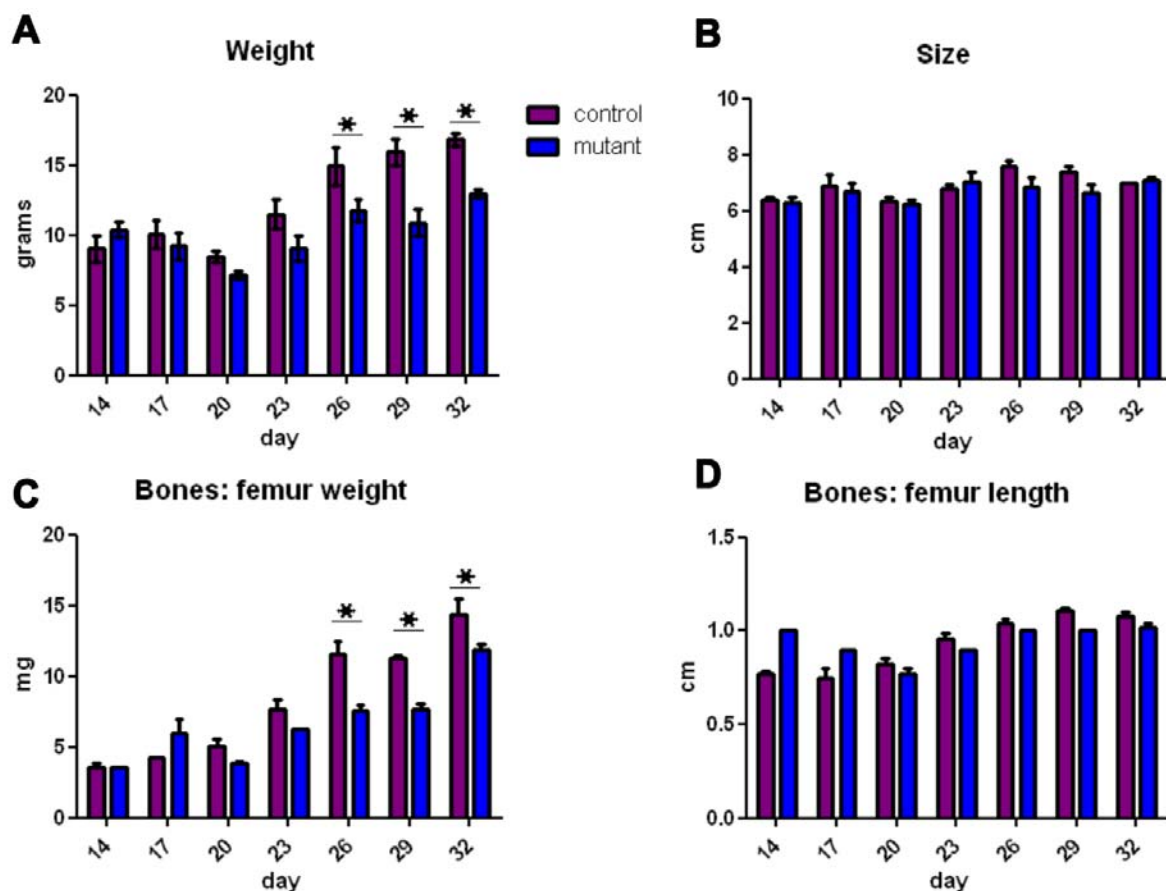 A
Weight
20
15
10
5
0
grams
* * *
14 17 20 23 26 29 32
day
control
mutant
B
Size
10
8
6
4
2
0
cm
14 17 20 23 26 29 32
day
C
Bones: femur weight
20
15
10
5
0
mg
* * *
14 17 20 23 26 29 32
day
D
Bones: femur length
1.5
1.0
0.5
0.0
cm
14 17 20 23 26 29 32
day